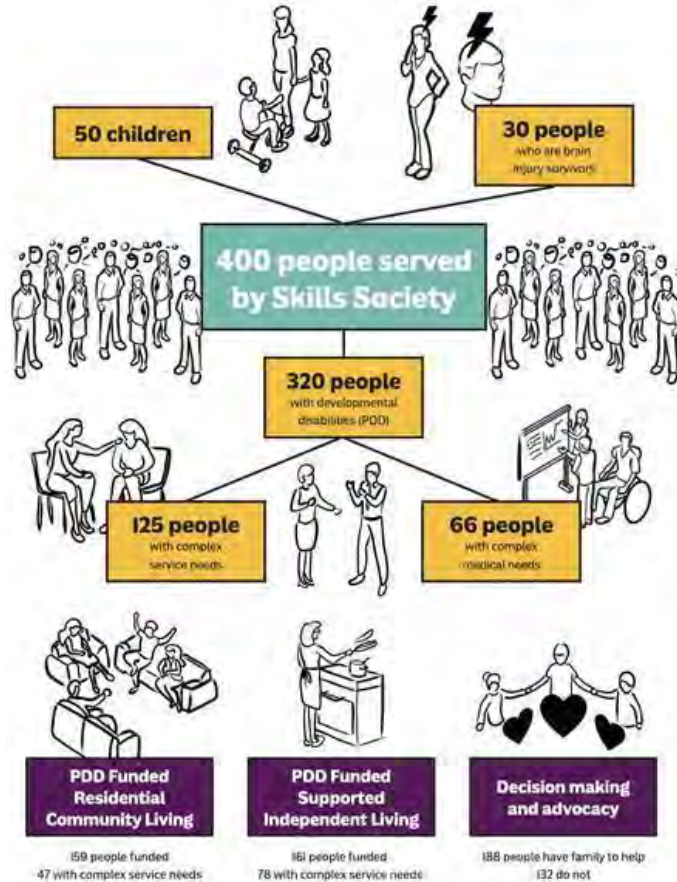 50 children
30 people
who are brain
injury survivors
400 people served
by Skills Society
320 people
with developmental
disabilities (PDD)
125 people
with complex
service needs
66 people
with complex
medical needs
PDD Funded
Residential
Community Living
PDD Funded
Supported
Independent Living
Decision making
and advocacy
159 people funded
47 with complex service needs
161 people funded
78 with complex service needs
188 people have family to help
132 do not